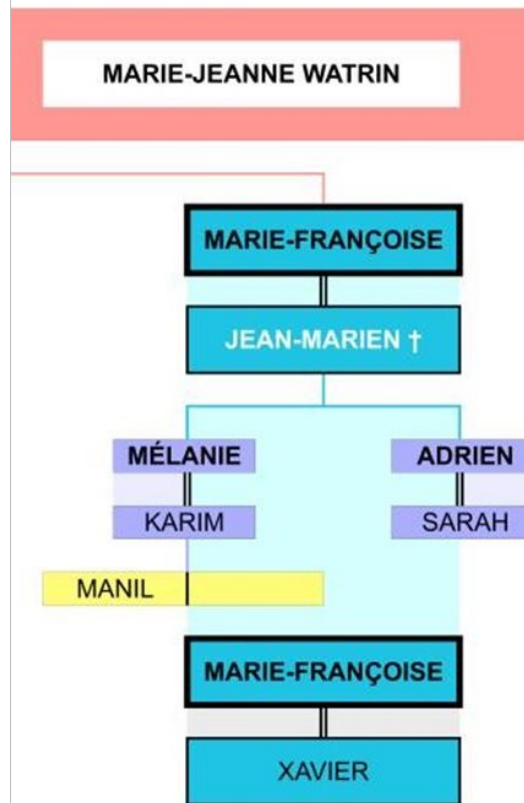 MARIE-JEANNE WATRIN
MARIE-FRANÇOISE
JEAN-MARIEN †
MÉLANIE ADRIEN
KARIM SARAH
MANIL
MARIE-FRANÇOISE
XAVIER